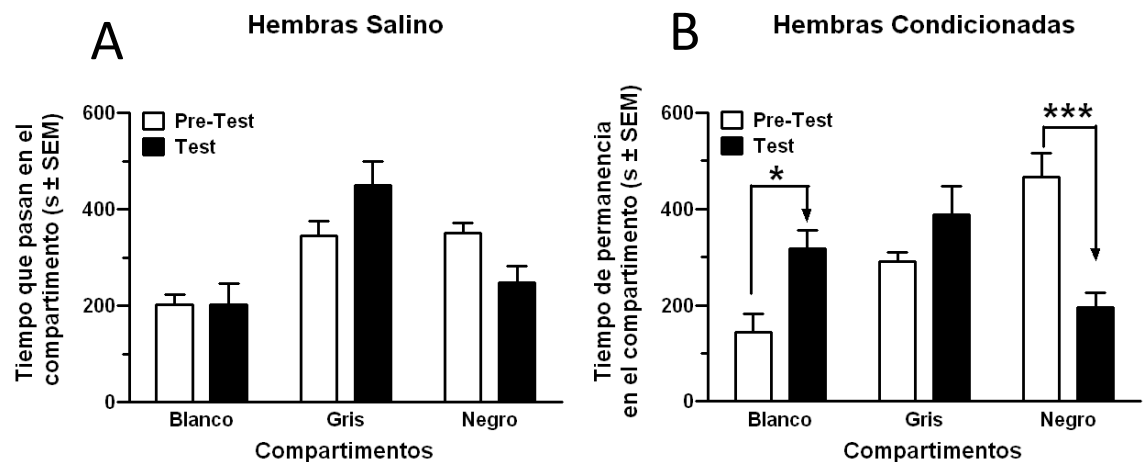 A
Hembras Salino
Tiempo que pasan en el
compartimento (s ± SEM)
600
400
200
0
Pre-Test
Test
Blanco
Gris
Negro
Compartimentos
B
Hembras Condicionadas
Tiempo de permanencia
en el compartimento (s ± SEM)
600
400
200
0
Pre-Test
Test
*
***
Blanco
Gris
Negro
Compartimentos